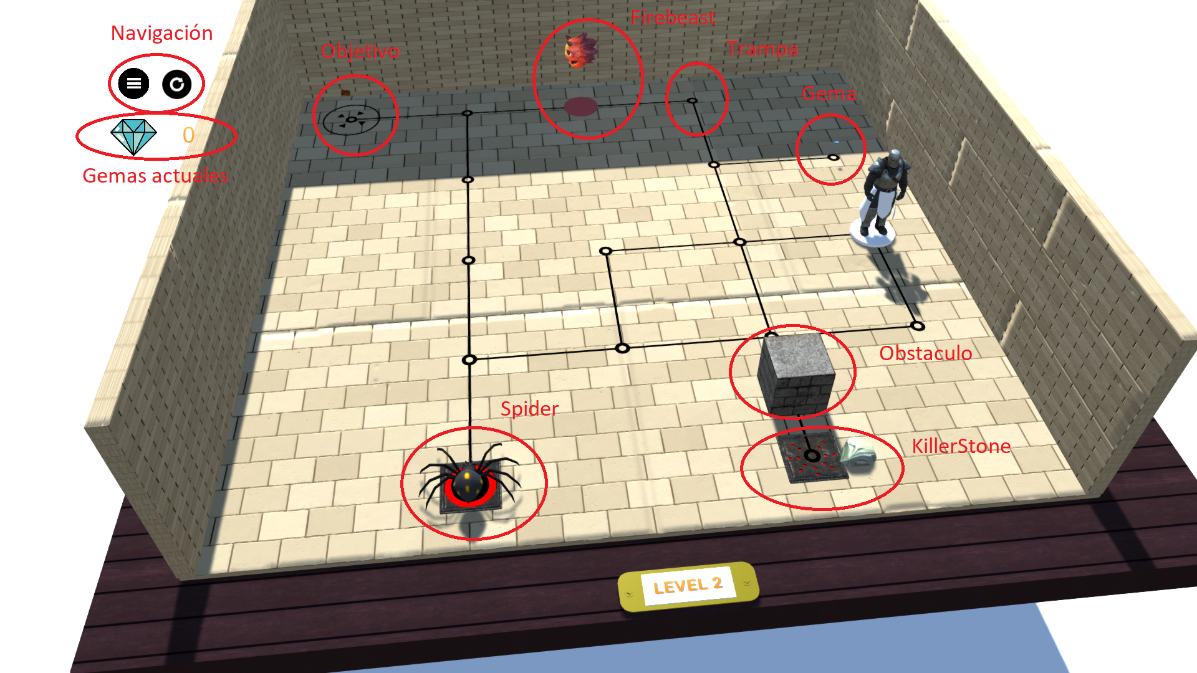 Firebeast
Navigación
Objetivo
Trampa
Gema
0
Gemas actuales
Obstaculo
Spider
KillerStone
LEVEL 2